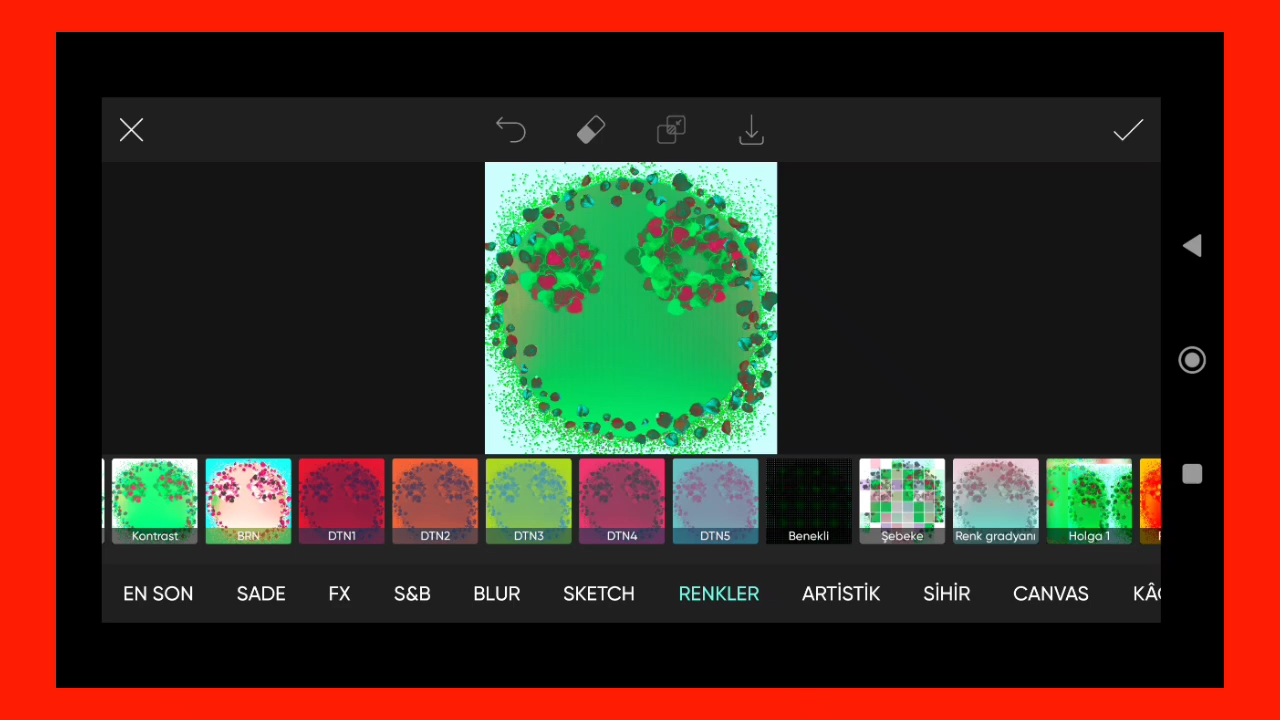 Kontrast BRN DTN1 DTN2 DTN3 DTN4 DTN5 Benekli Şebeke Renk gradyanı Holga 1
EN SON SADE FX S&B BLUR SKETCH RENKLER ARTİSTİK SİHİR CANVAS